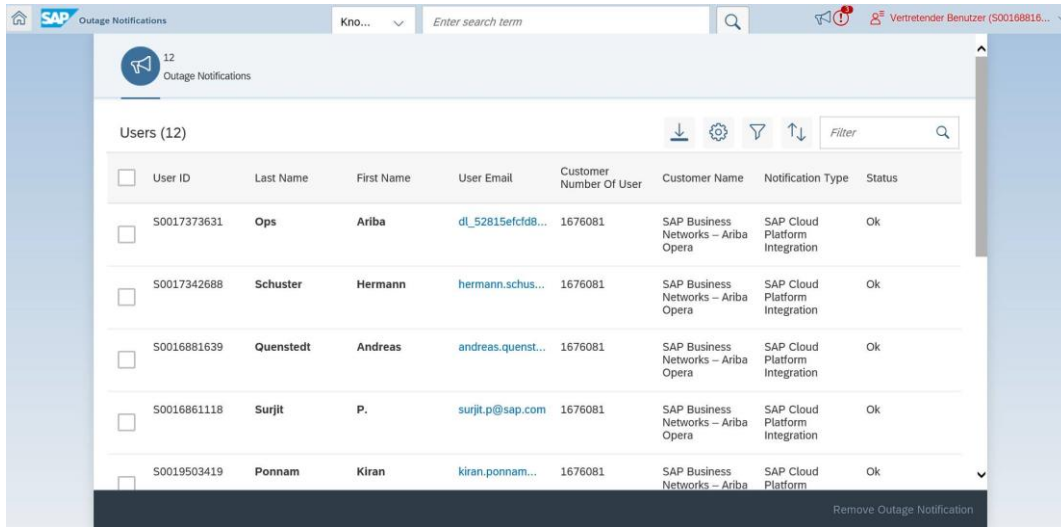 SAP Outage Notifications Kno... Enter search term 3 Vertretender Benutzer (S00168816...
12
Outage Notifications
Users (12) Filter
User ID Last Name First Name User Email Customer Number Of User Customer Name Notification Type Status
S0017373631 Ops Ariba dl_52815efcfd8... 1676081 SAP Business SAP Cloud Ok
Networks – Ariba Platform
Opera Integration
S0017342688 Schuster Hermann hermann.schus... 1676081 SAP Business SAP Cloud Ok
Networks – Ariba Platform
Opera Integration
S0016881639 Quenstedt Andreas andreas.quenst... 1676081 SAP Business SAP Cloud Ok
Networks – Ariba Platform
Opera Integration
S0016861118 Surjit P. surjit.p@sap.com 1676081 SAP Business SAP Cloud Ok
Networks – Ariba Platform
Opera Integration
S0019503419 Ponnam Kiran kiran.ponnam... 1676081 SAP Business SAP Cloud Ok
Networks – Ariba Platform
Remove Outage Notification